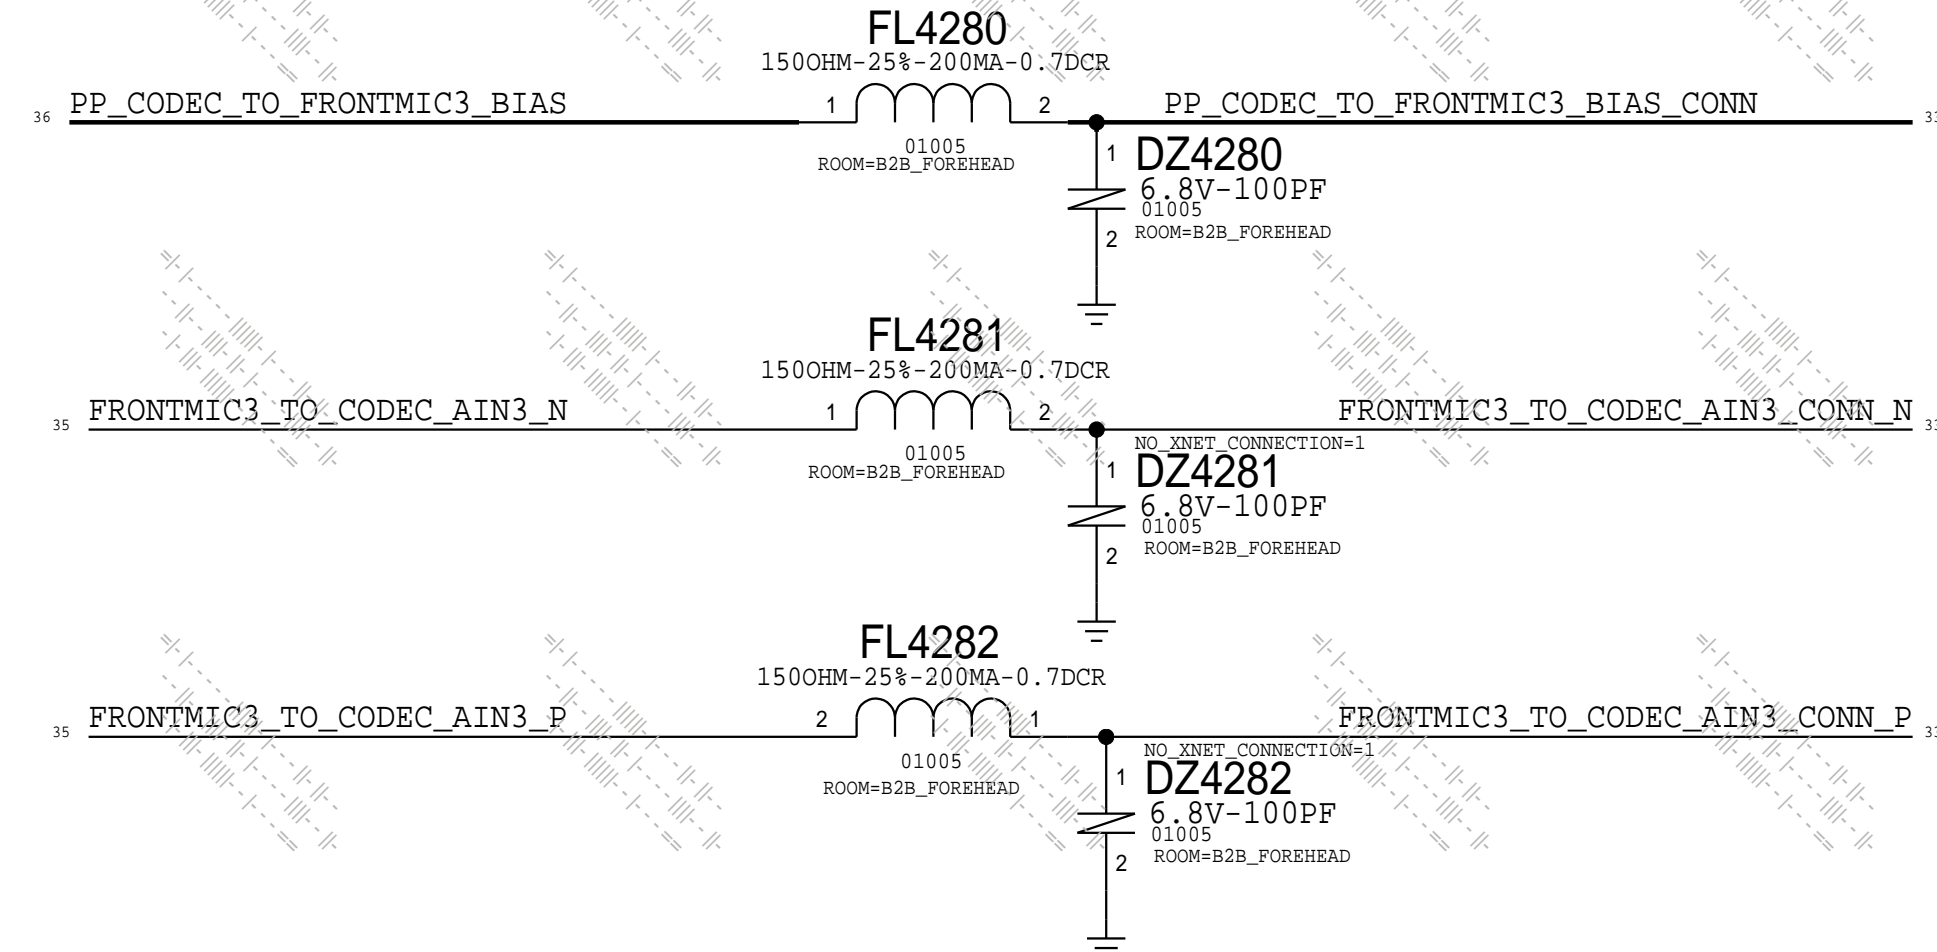 FL4280
150OHM-25%-200MA-0.7DCR
36 PP_CODEC_TO_FRONTMIC3_BIAS 1 2 PP_CODEC_TO_FRONTMIC3_BIAS_CONN
01005
ROOM=B2B_FOREHEAD
1 DZ4280
6.8V-100PF
01005
2 ROOM=B2B_FOREHEAD
FL4281
150OHM-25%-200MA-0.7DCR
35 FRONTMIC3_TO_CODEC_AIN3_N 1 2 FRONTMIC3_TO_CODEC_AIN3_CONN_N
NO_XNET_CONNECTION=1
01005
ROOM=B2B_FOREHEAD
1 DZ4281
6.8V-100PF
01005
2 ROOM=B2B_FOREHEAD
FL4282
150OHM-25%-200MA-0.7DCR
35 FRONTMIC3_TO_CODEC_AIN3_P 2 1 FRONTMIC3_TO_CODEC_AIN3_CONN_P
NO_XNET_CONNECTION=1
01005
ROOM=B2B_FOREHEAD
1 DZ4282
6.8V-100PF
01005
2 ROOM=B2B_FOREHEAD